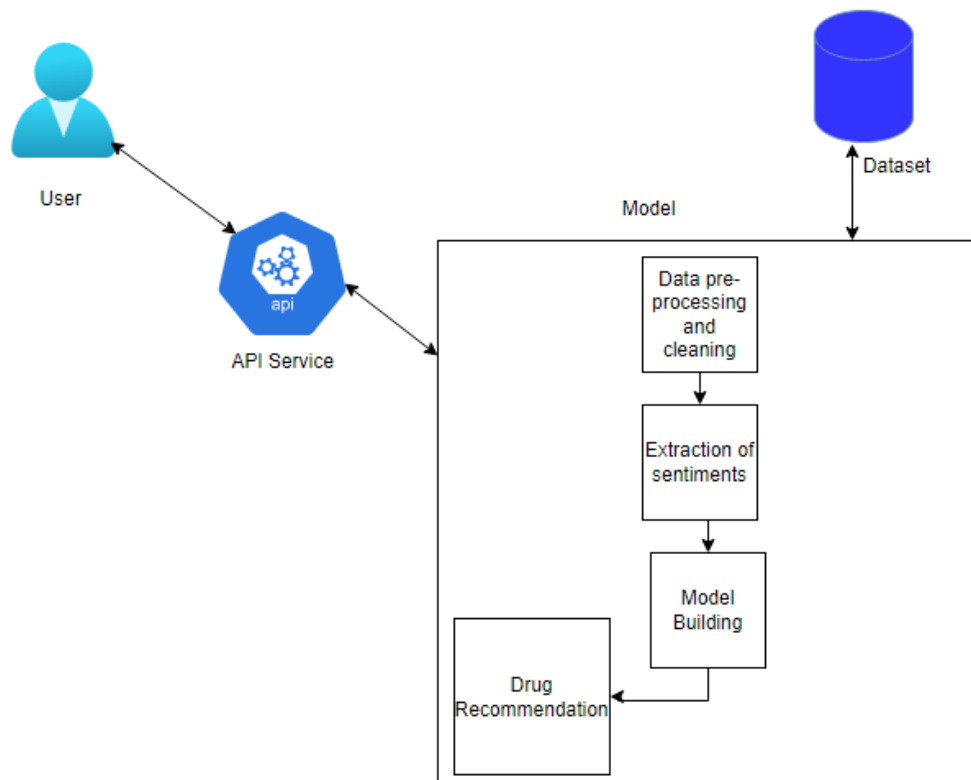 User
Dataset
Model
api
API Service
Data pre-
processing
and
cleaning
Extraction of
sentiments
Model
Building
Drug
Recommendation